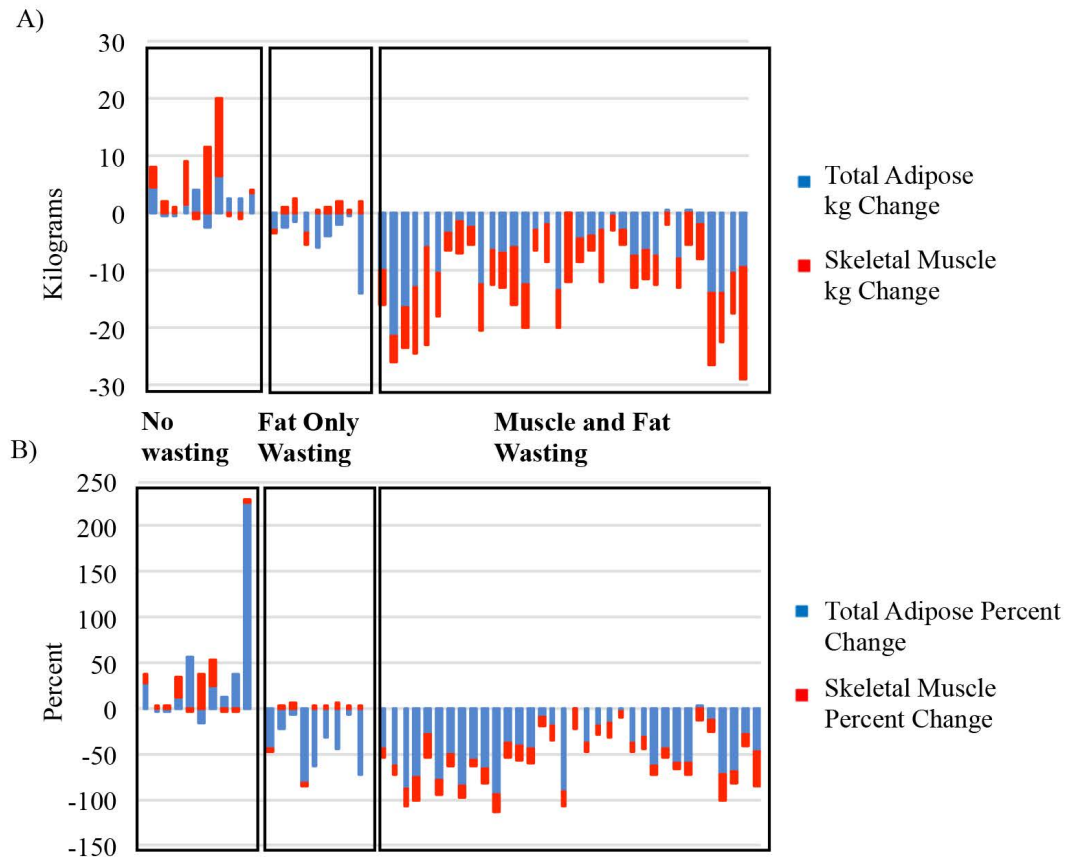 A)
30
20
10
0
-10
-20
-30
Kilograms
Total Adipose
kg Change
Skeletal Muscle
kg Change
No
wasting
Fat Only
Wasting
Muscle and Fat
Wasting
B)
250
200
150
100
50
0
-50
-100
-150
Percent
Total Adipose Percent
Change
Skeletal Muscle
Percent Change